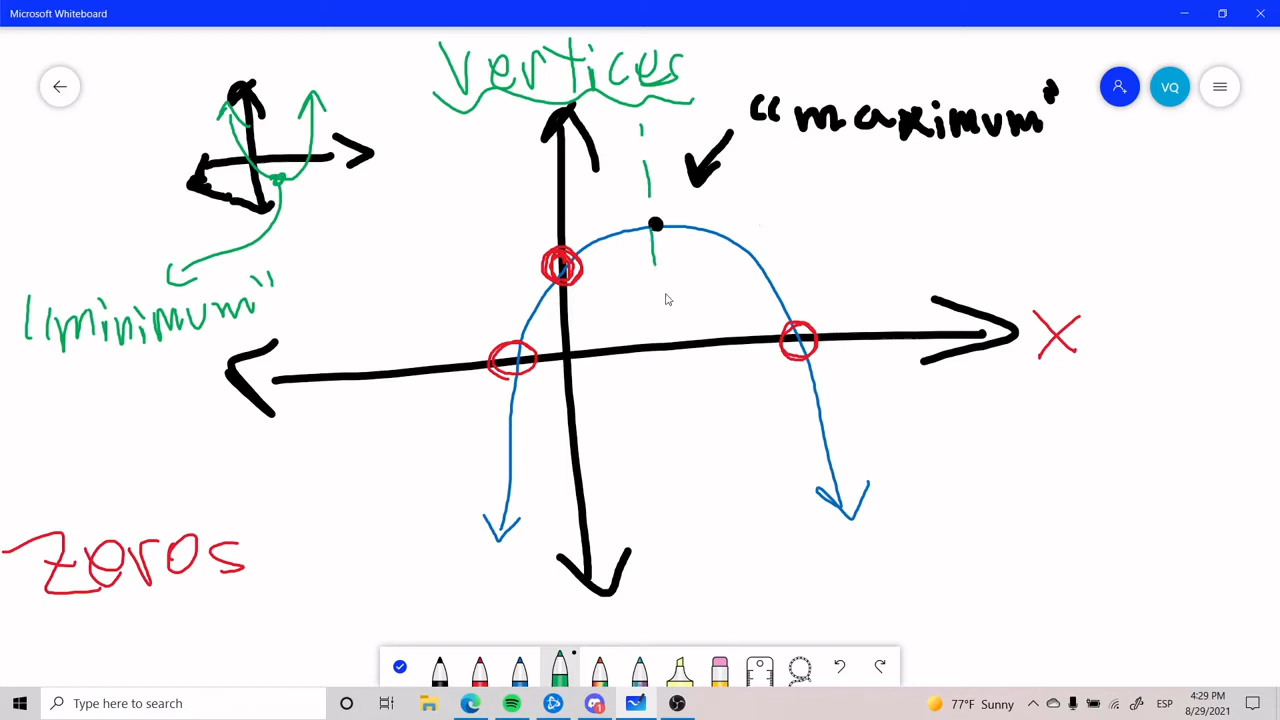 Microsoft Whiteboard
vertices
"maximum"
VQ
"minimum"
X
zeros
Type here to search
77°F Sunny
ESP
4:29 PM
8/29/2021